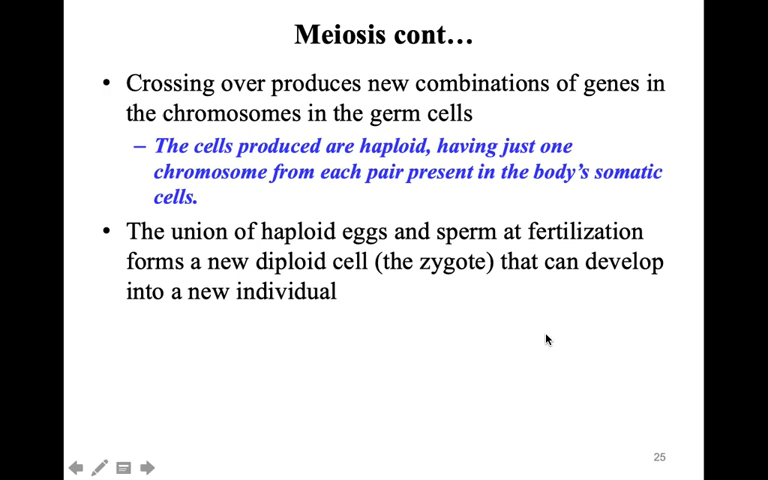 Meiosis cont…
• Crossing over produces new combinations of genes in
the chromosomes in the germ cells
– The cells produced are haploid, having just one
chromosome from each pair present in the body’s somatic
cells.
• The union of haploid eggs and sperm at fertilization
forms a new diploid cell (the zygote) that can develop
into a new individual
25